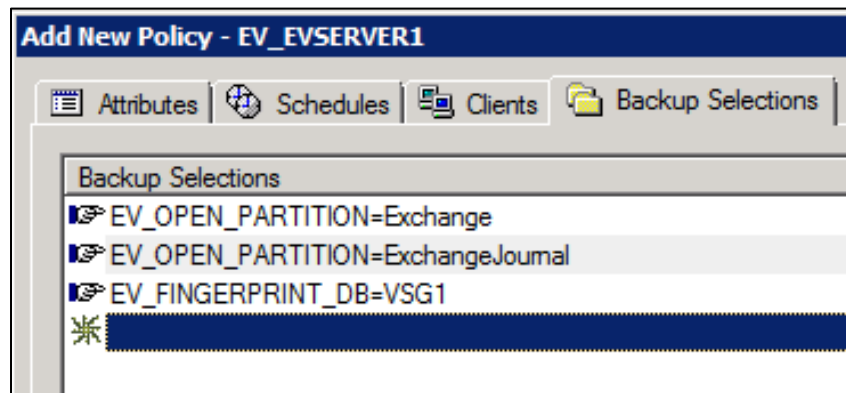 Add New Policy - EV_EVSERVER1
Attributes Schedules Clients Backup Selections
Backup Selections
EV_OPEN_PARTITION=Exchange
EV_OPEN_PARTITION=ExchangeJournal
EV_FINGERPRINT_DB=VSG1